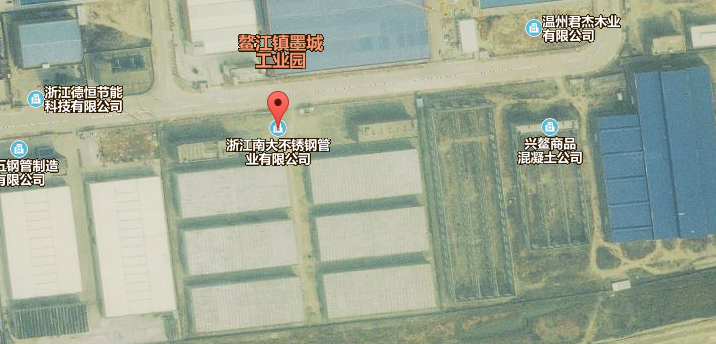 温州君杰木业
有限公司
鳌江镇墨城
工业园
浙江德恒节能
科技有限公司
浙江南大不锈钢管
业有限公司
兴鳌商品
混凝土公司
五钢管制造
有限公司